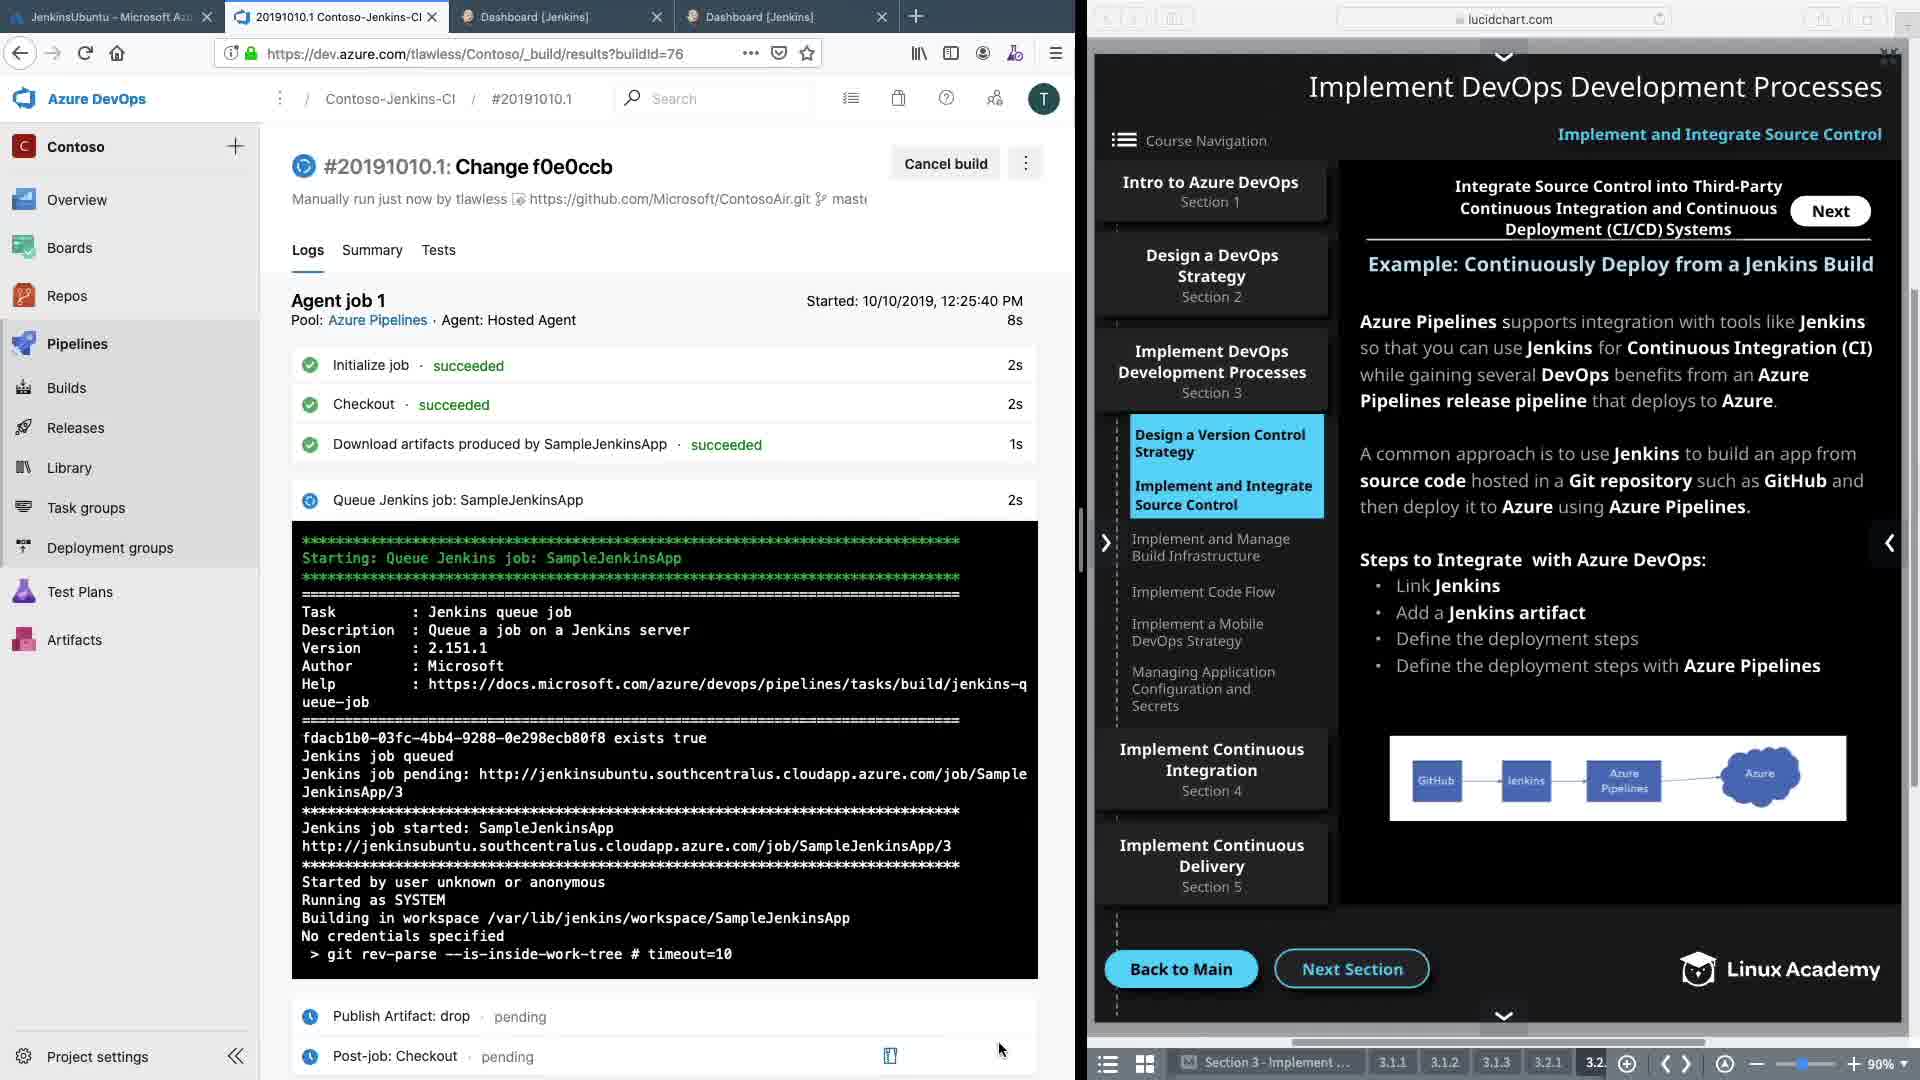 JenkinsUbuntu - Microsoft Azu
20191010.1 Contoso-Jenkins-CI
Dashboard [Jenkins]
Dashboard [Jenkins]
https://dev.azure.com/tlawless/Contoso/_build/results?buildId=76
Azure DevOps
/ Contoso-Jenkins-CI / #20191010.1
Search
T
C
Contoso
Overview
Boards
Repos
Pipelines
Builds
Releases
Library
Task groups
Deployment groups
Test Plans
Artifacts
Project settings
#20191010.1: Change f0e0ccb
Cancel build
Manually run just now by tlawless https://github.com/Microsoft/ContosoAir.git maste
Logs
Summary
Tests
Agent job 1
Started: 10/10/2019, 12:25:40 PM
Pool: Azure Pipelines · Agent: Hosted Agent
8s
Initialize job · succeeded 2s
Checkout · succeeded 2s
Download artifacts produced by SampleJenkinsApp · succeeded 1s
Queue Jenkins job: SampleJenkinsApp 2s
******************************************************************************
Starting: Queue Jenkins job: SampleJenkinsApp
******************************************************************************
==============================================================================
Task : Jenkins queue job
Description : Queue a job on a Jenkins server
Version : 2.151.1
Author : Microsoft
Help : https://docs.microsoft.com/azure/devops/pipelines/tasks/build/jenkins-q
ueue-job
==============================================================================
fdacb1b0-03fc-4bb4-9288-0e298ecb80f8 exists true
Jenkins job queued
Jenkins job pending: http://jenkinsubuntu.southcentralus.cloudapp.azure.com/job/Sample
JenkinsApp/3
******************************************************************************
Jenkins job started: SampleJenkinsApp
http://jenkinsubuntu.southcentralus.cloudapp.azure.com/job/SampleJenkinsApp/3
******************************************************************************
Started by user unknown or anonymous
Running as SYSTEM
Building in workspace /var/lib/jenkins/workspace/SampleJenkinsApp
No credentials specified
> git rev-parse --is-inside-work-tree # timeout=10
Publish Artifact: drop · pending
Post-job: Checkout · pending
lucidchart.com
Implement DevOps Development Processes
Course Navigation
Implement and Integrate Source Control
Intro to Azure DevOps
Section 1
Design a DevOps
Strategy
Section 2
Implement DevOps
Development Processes
Section 3
Design a Version Control
Strategy
Implement and Integrate
Source Control
Implement and Manage
Build Infrastructure
Implement Code Flow
Implement a Mobile
DevOps Strategy
Managing Application
Configuration and
Secrets
Implement Continuous
Integration
Section 4
Implement Continuous
Delivery
Section 5
Integrate Source Control into Third-Party
Continuous Integration and Continuous
Deployment (CI/CD) Systems
Next
Example: Continuously Deploy from a Jenkins Build
Azure Pipelines supports integration with tools like Jenkins
so that you can use Jenkins for Continuous Integration (CI)
while gaining several DevOps benefits from an Azure
Pipelines release pipeline that deploys to Azure.
A common approach is to use Jenkins to build an app from
source code hosted in a Git repository such as GitHub and
then deploy it to Azure using Azure Pipelines.
Steps to Integrate with Azure DevOps:
• Link Jenkins
• Add a Jenkins artifact
• Define the deployment steps
• Define the deployment steps with Azure Pipelines
GitHub
Jenkins
Azure
Pipelines
Azure
Back to Main
Next Section
Linux Academy
Section 3 - Implement ...
3.1.1
3.1.2
3.1.3
3.2.1
3.2.
90%